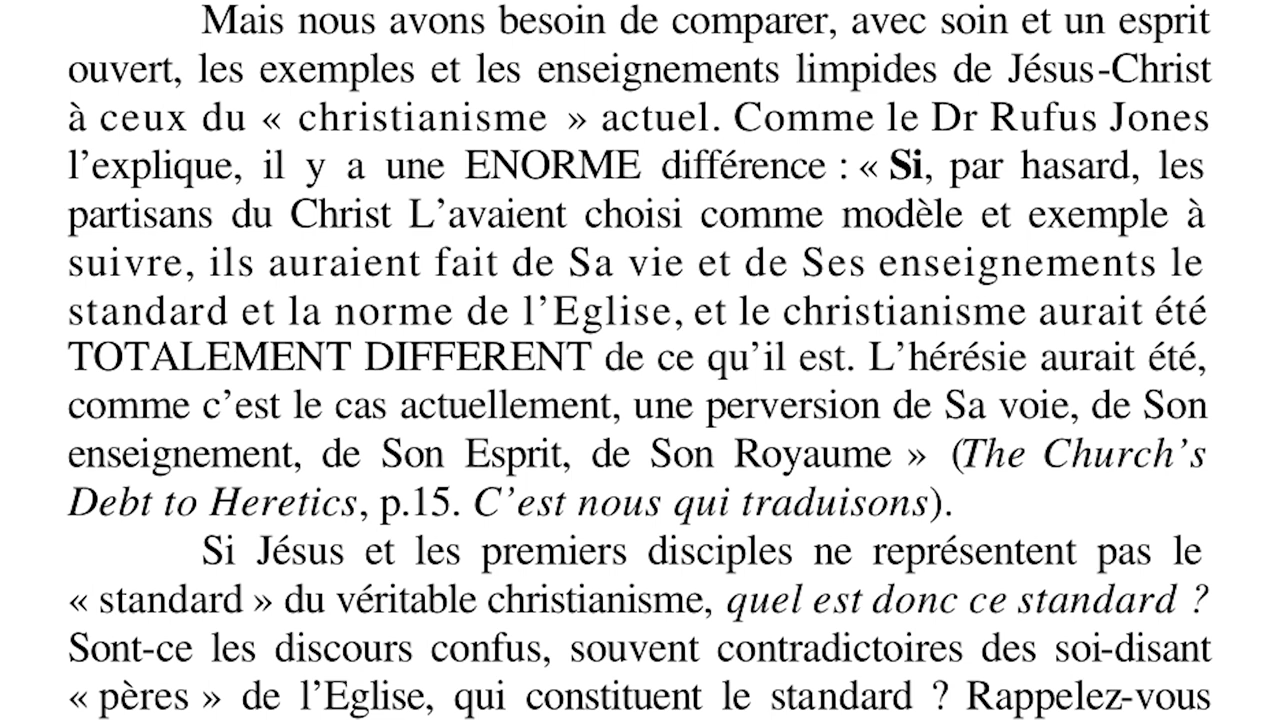 Mais nous avons besoin de comparer, avec soin et un esprit
ouvert, les exemples et les enseignements limpides de Jésus-Christ
à ceux du « christianisme » actuel. Comme le Dr Rufus Jones
l’explique, il y a une ENORME différence : « Si, par hasard, les
partisans du Christ L’avaient choisi comme modèle et exemple à
suivre, ils auraient fait de Sa vie et de Ses enseignements le
standard et la norme de l’Eglise, et le christianisme aurait été
TOTALEMENT DIFFERENT de ce qu’il est. L’hérésie aurait été,
comme c’est le cas actuellement, une perversion de Sa voie, de Son
enseignement, de Son Esprit, de Son Royaume » (The Church’s
Debt to Heretics, p.15. C’est nous qui traduisons).
Si Jésus et les premiers disciples ne représentent pas le
« standard » du véritable christianisme, quel est donc ce standard ?
Sont-ce les discours confus, souvent contradictoires des soi-disant
« pères » de l’Eglise, qui constituent le standard ? Rappelez-vous